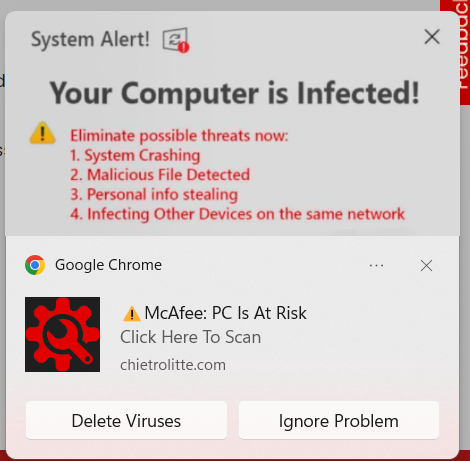 System Alert!
Your Computer is Infected!
Eliminate possible threats now:
1. System Crashing
2. Malicious File Detected
3. Personal info stealing
4. Infecting Other Devices on the same network
Google Chrome
McAfee: PC Is At Risk
Click Here To Scan
chietrolitte.com
Delete Viruses
Ignore Problem
Feedback